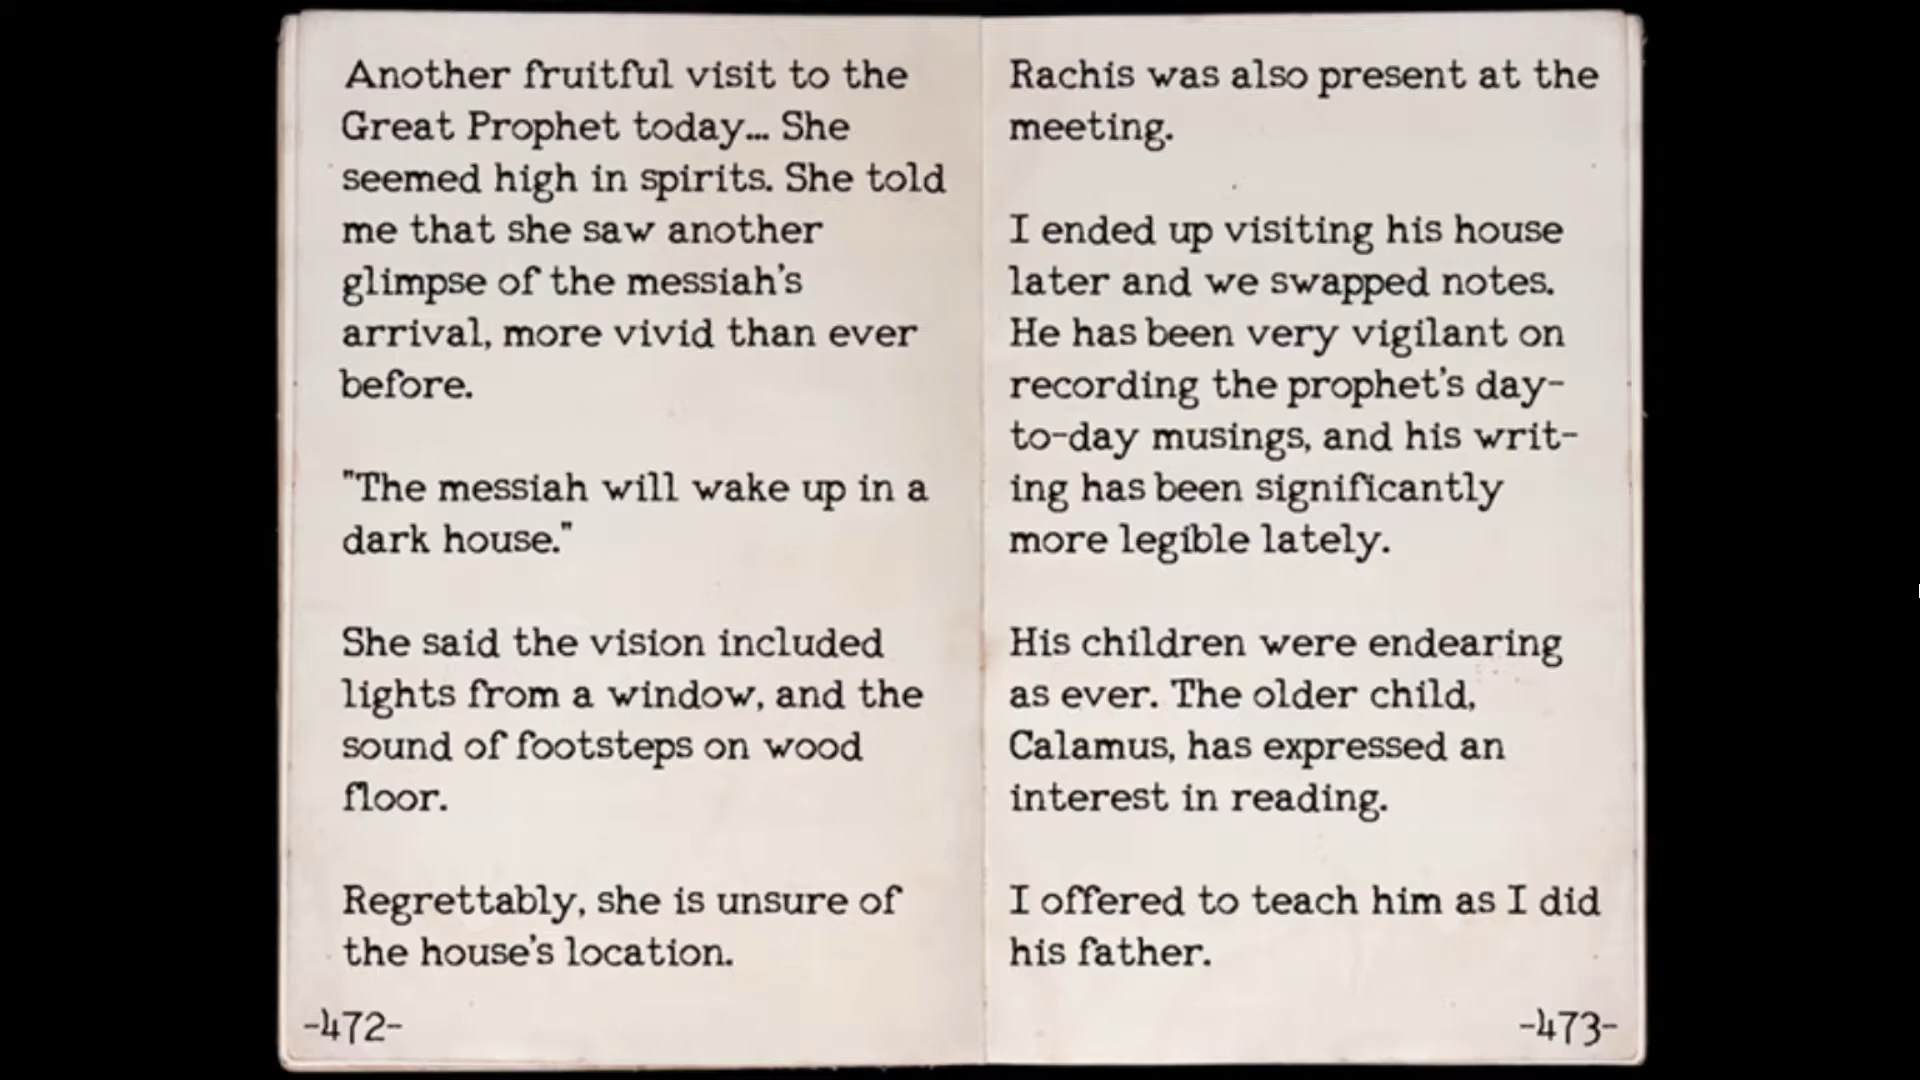 Another fruitful visit to the
Great Prophet today... She
seemed high in spirits. She told
me that she saw another
glimpse of the messiah's
arrival, more vivid than ever
before.
"The messiah will wake up in a
dark house."
She said the vision included
lights from a window, and the
sound of footsteps on wood
floor.
Regrettably, she is unsure of
the house's location.
-472-
Rachis was also present at the
meeting.
I ended up visiting his house
later and we swapped notes.
He has been very vigilant on
recording the prophet's day-
to-day musings, and his writ-
ing has been significantly
more legible lately.
His children were endearing
as ever. The older child,
Calamus, has expressed an
interest in reading.
I offered to teach him as I did
his father.
-473-